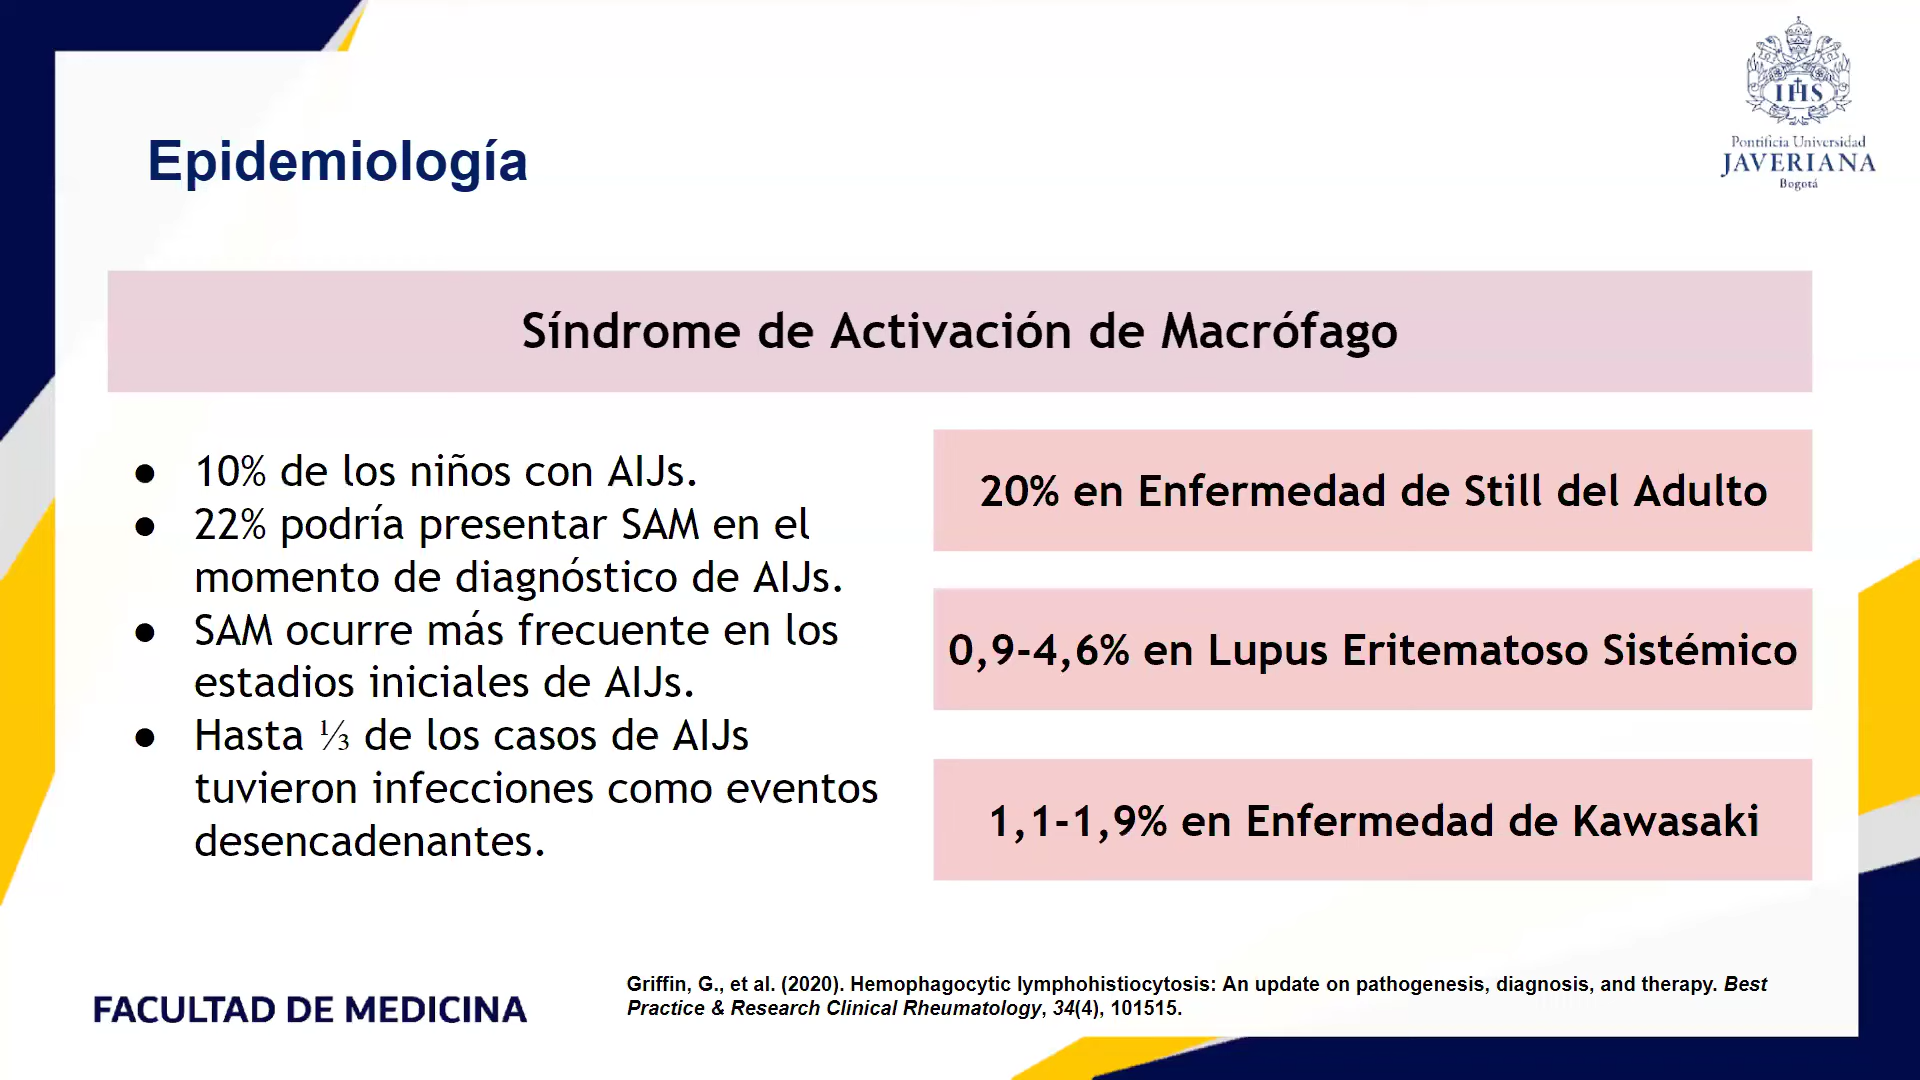 IHS
Pontificia Universidad
JAVERIANA
Bogotá
Epidemiología
Síndrome de Activación de Macrófago
● 10% de los niños con AIJs.
● 22% podría presentar SAM en el
momento de diagnóstico de AIJs.
● SAM ocurre más frecuente en los
estadios iniciales de AIJs.
● Hasta ⅓ de los casos de AIJs
tuvieron infecciones como eventos
desencadenantes.
20% en Enfermedad de Still del Adulto
0,9-4,6% en Lupus Eritematoso Sistémico
1,1-1,9% en Enfermedad de Kawasaki
FACULTAD DE MEDICINA
Griffin, G., et al. (2020). Hemophagocytic lymphohistiocytosis: An update on pathogenesis, diagnosis, and therapy. Best
Practice & Research Clinical Rheumatology, 34(4), 101515.